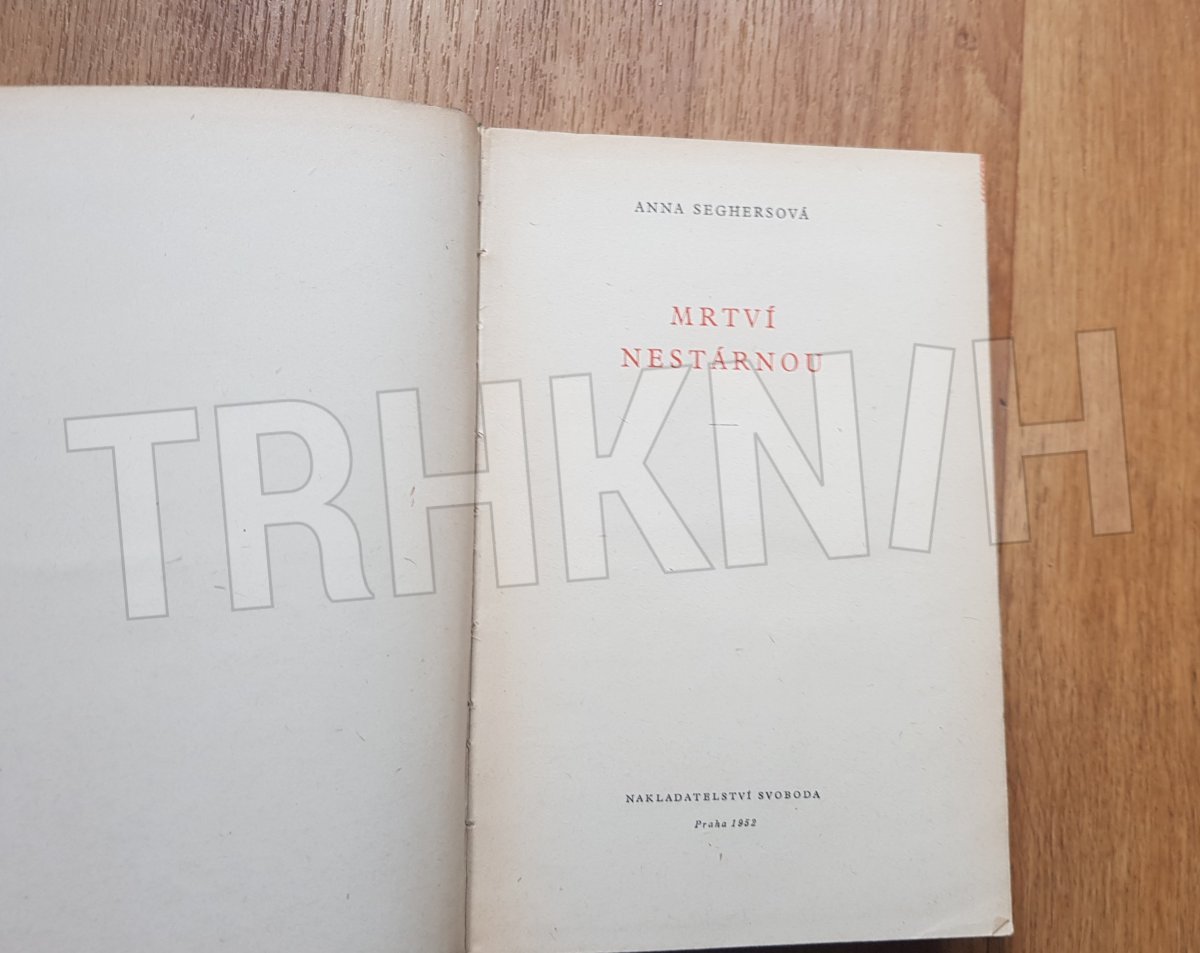 ANNA SEGHERSOVÁ
MRTVÍ
NESTÁRNOU
TRHKNIH
NAKLADATELSTVÍ SVOBODA
Praha 1952